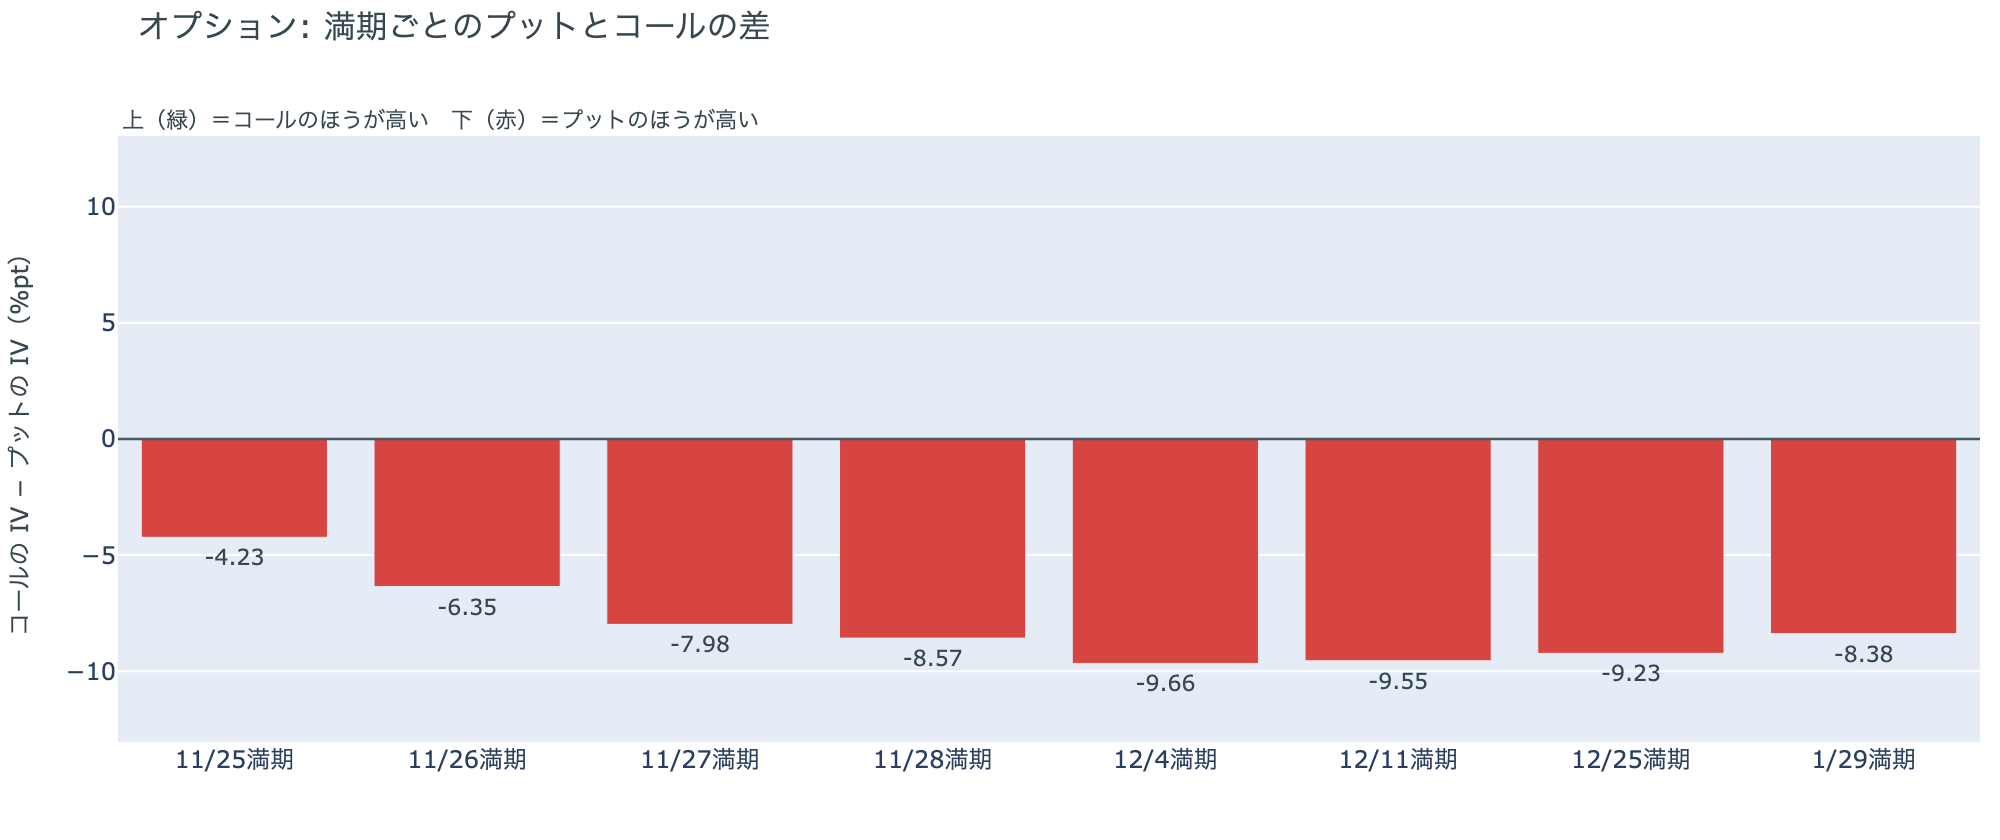 オプション: 満期ごとのプットとコールの差
上（緑）＝コールのほうが高い　下（赤）＝プットのほうが高い
コールの IV − プットの IV（%pt）
10
5
0
−5
−10
-4.23
-6.35
-7.98
-8.57
-9.66
-9.55
-9.23
-8.38
11/25満期
11/26満期
11/27満期
11/28満期
12/4満期
12/11満期
12/25満期
1/29満期